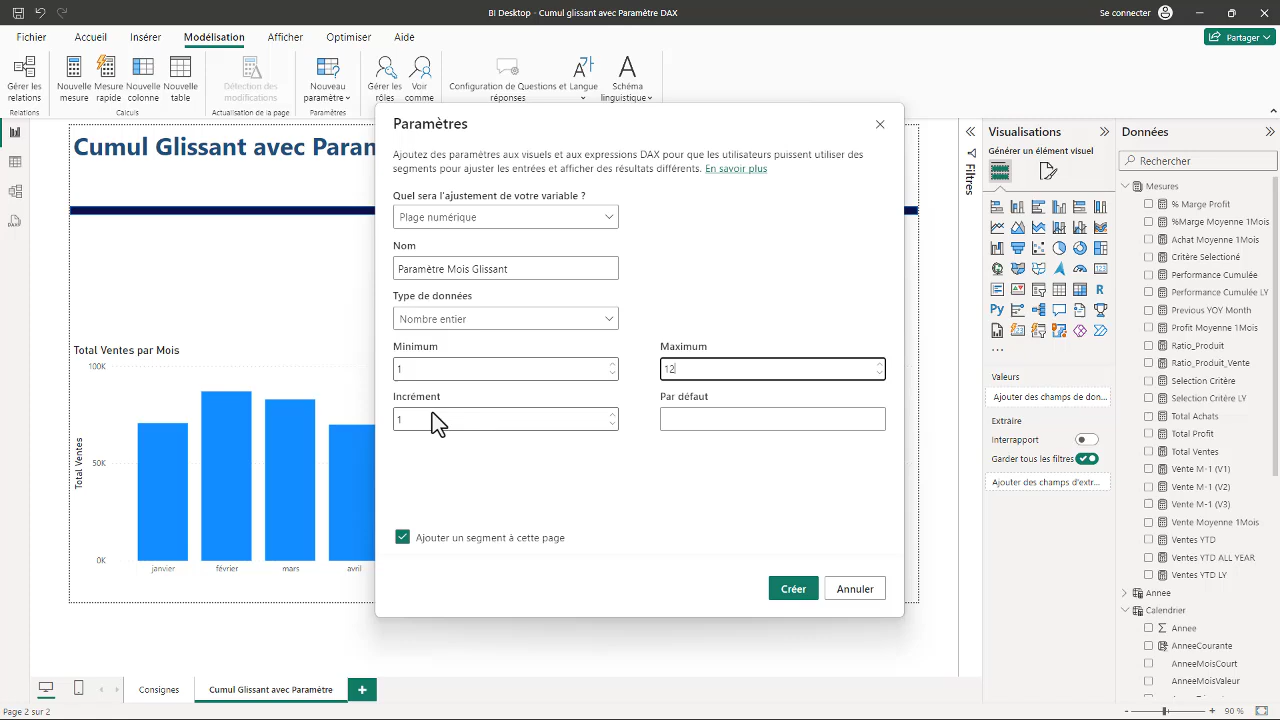 BI Desktop - Cumul glissant avec Paramètre DAX
Se connecter
Fichier
Accueil
Insérer
Modélisation
Afficher
Optimiser
Aide
Partager
Gérer les
relations
Nouvelle
mesure
Mesure
rapide
Nouvelle
colonne
Nouvelle
table
Détection des
modifications
Nouveau
paramètre
Gérer les
rôles
Voir
comme
Configuration de Questions et
réponses
Langue
Schéma
linguistique
Relations
Calculs
Actualisation de la page
Paramètres
Cumul Glissant avec Param
Total Ventes par Mois
100K
50K
0K
Total Ventes
janvier
février
mars
avril
Paramètres
Ajoutez des paramètres aux visuels et aux expressions DAX pour que les utilisateurs puissent utiliser des
segments pour ajuster les entrées et afficher des résultats différents. En savoir plus
Quel sera l'ajustement de votre variable ?
Plage numérique
Nom
Paramètre Mois Glissant
Type de données
Nombre entier
Minimum
Maximum
1
12
Incrément
Par défaut
1
Ajouter un segment à cette page
Créer
Annuler
Filtres
Visualisations
Générer un élément visuel
R
Py
Valeurs
Ajouter des champs de don...
Extraire
Interrapport
Garder tous les filtres
Ajouter des champs d'extr...
Données
Rechercher
Mesures
% Marge Profit
%Marge Moyenne 1Mois
Achat Moyenne 1Mois
Critère Selectioné
Performance Cumulée
Performance Cumulée LY
Previous YOY Month
Profit Moyenne 1Mois
Ratio_Produit
Ratio_Produit_Vente
Selection Critère
Selection Critère LY
Total Achats
Total Profit
Total Ventes
Vente M-1 (V1)
Vente M-1 (V2)
Vente M-1 (V3)
Vente Moyenne 1Mois
Ventes YTD
Ventes YTD ALL YEAR
Ventes YTD LY
Annee
Calendrier
Annee
AnneeCourante
AnneeMoisCourt
AnneeMoisValeur
Consignes
Cumul Glissant avec Paramètre
Page 2 sur 2
90 %